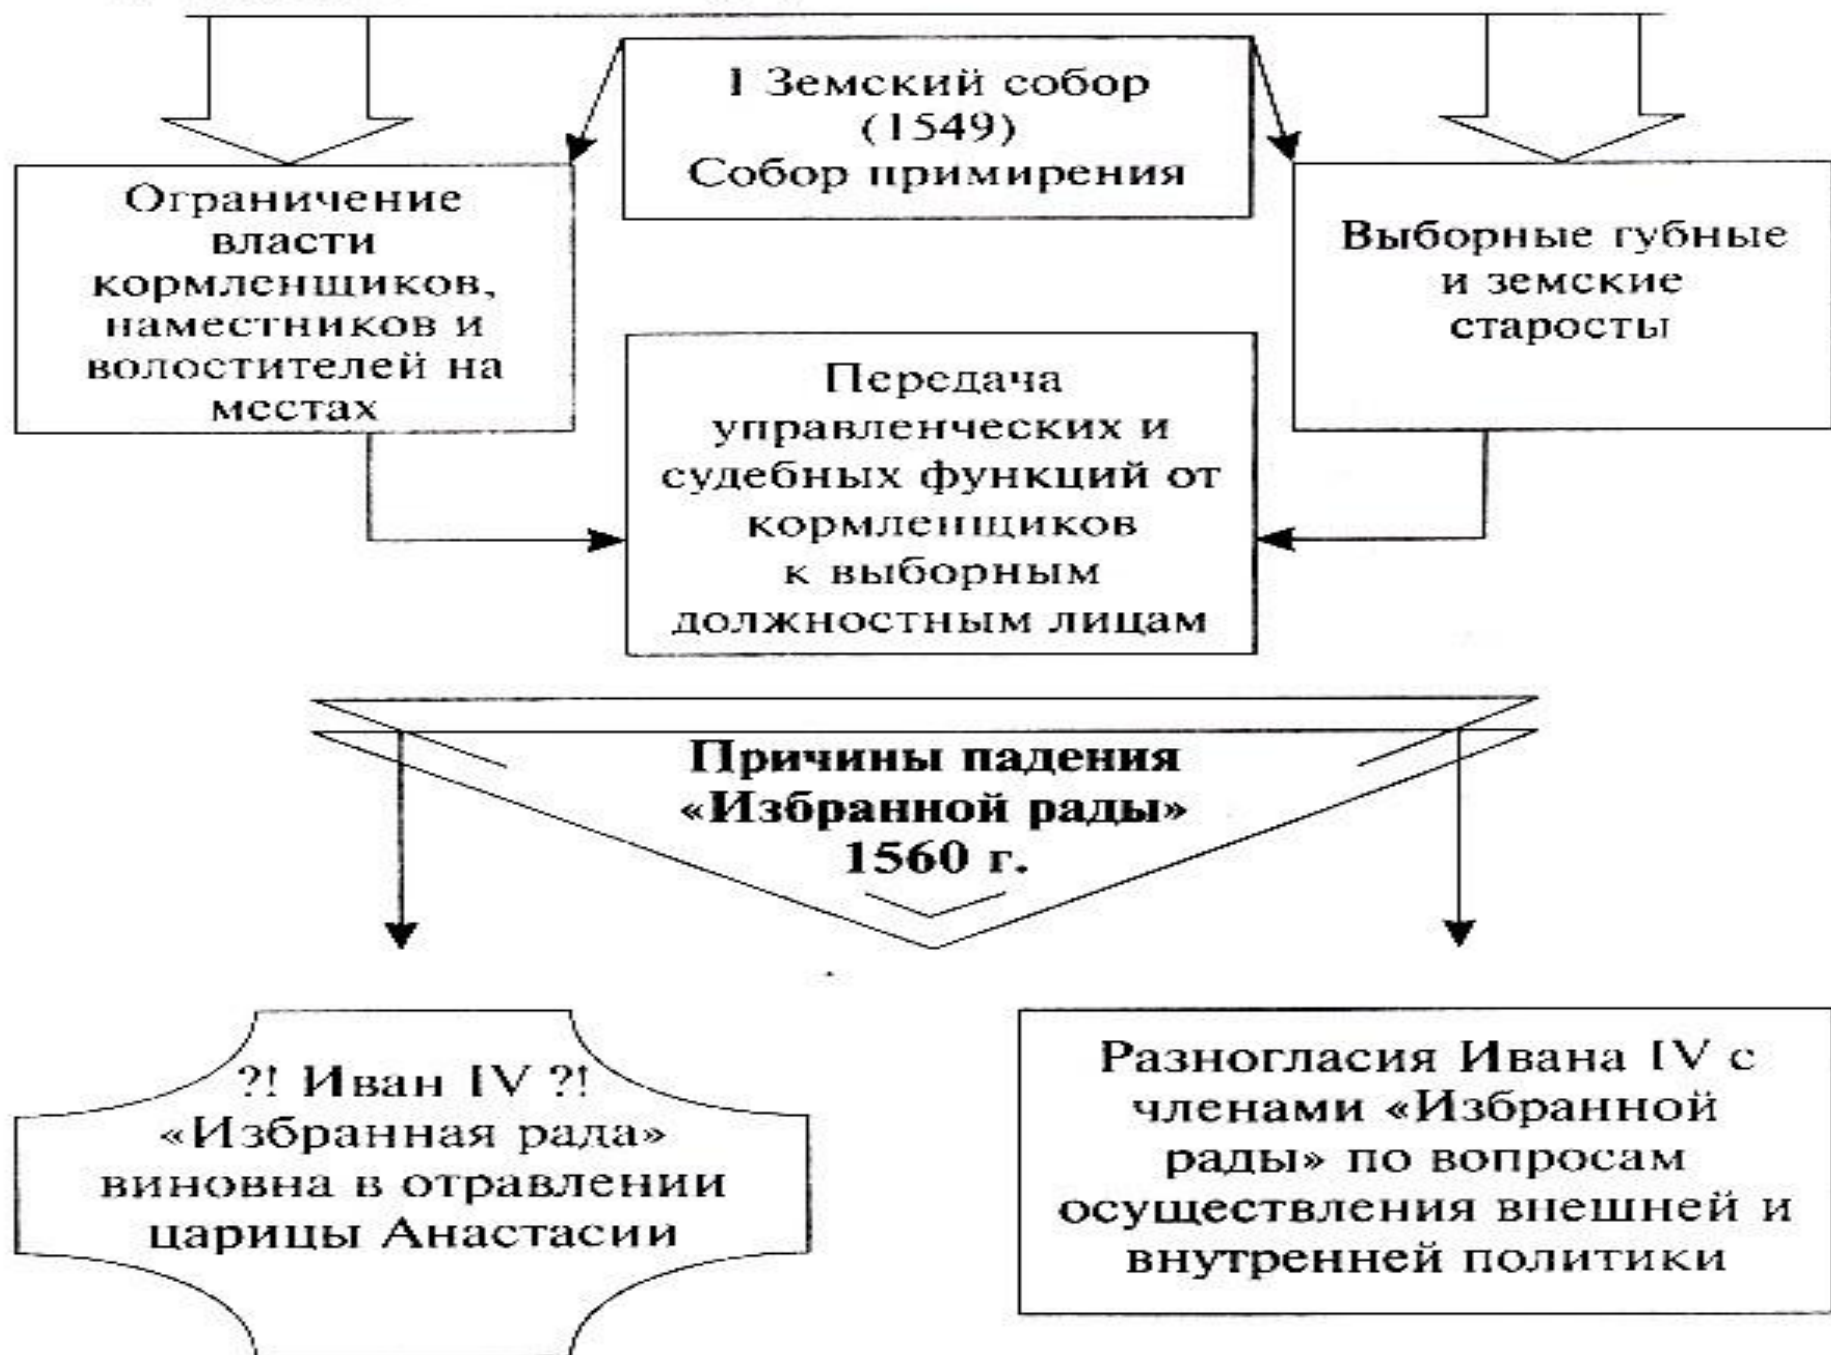 I Земский собор
(1549)
Собор примирения
Ограничение
власти
кормленщиков,
наместников и
волостителей на
местах
Выборные губные
и земские
старосты
Передача
управленческих и
судебных функций от
кормленщиков
к выборным
должностным лицам
Причины падения
«Избранной рады»
1560 г.
?! Иван IV ?!
«Избранная рада»
виновна в отравлении
царицы Анастасии
Разногласия Ивана IV с
членами «Избранной
рады» по вопросам
осуществления внешней и
внутренней политики